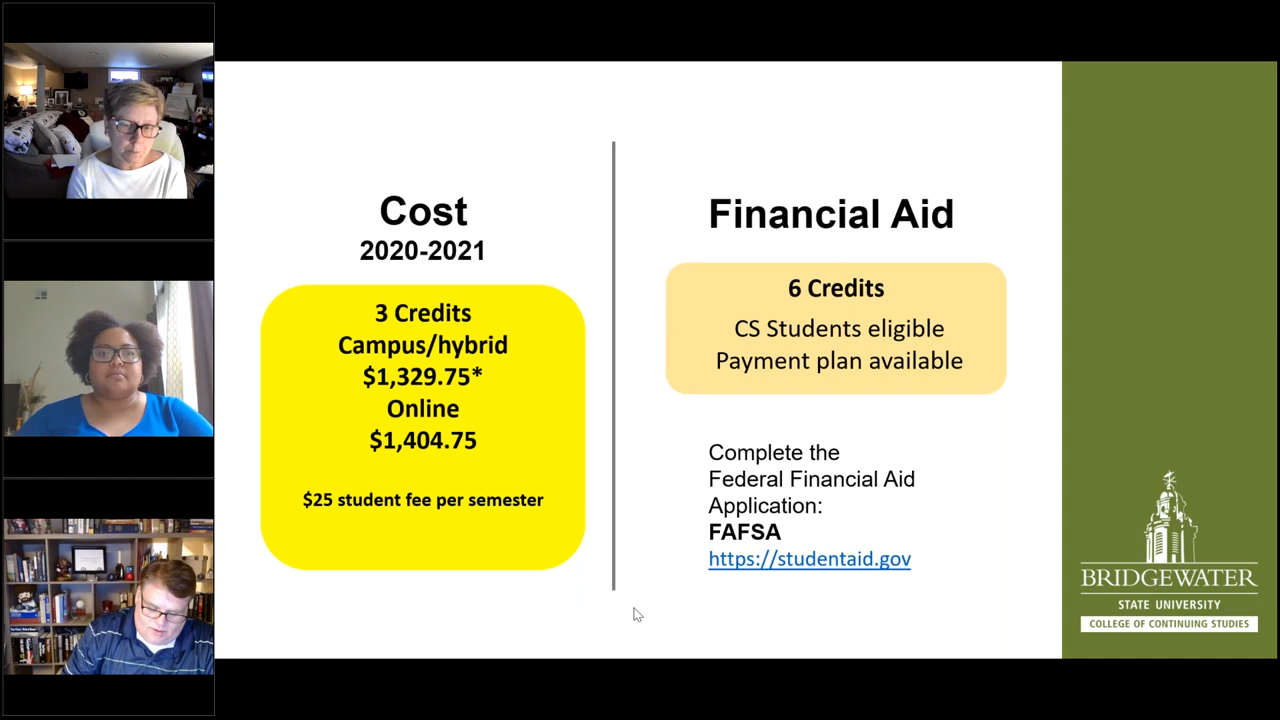 Cost
2020-2021
3 Credits
Campus/hybrid
$1,329.75*
Online
$1,404.75
$25 student fee per semester
Financial Aid
6 Credits
CS Students eligible
Payment plan available
Complete the
Federal Financial Aid
Application:
FAFSA
https://studentaid.gov
BRIDGEWATER
STATE UNIVERSITY
COLLEGE OF CONTINUING STUDIES